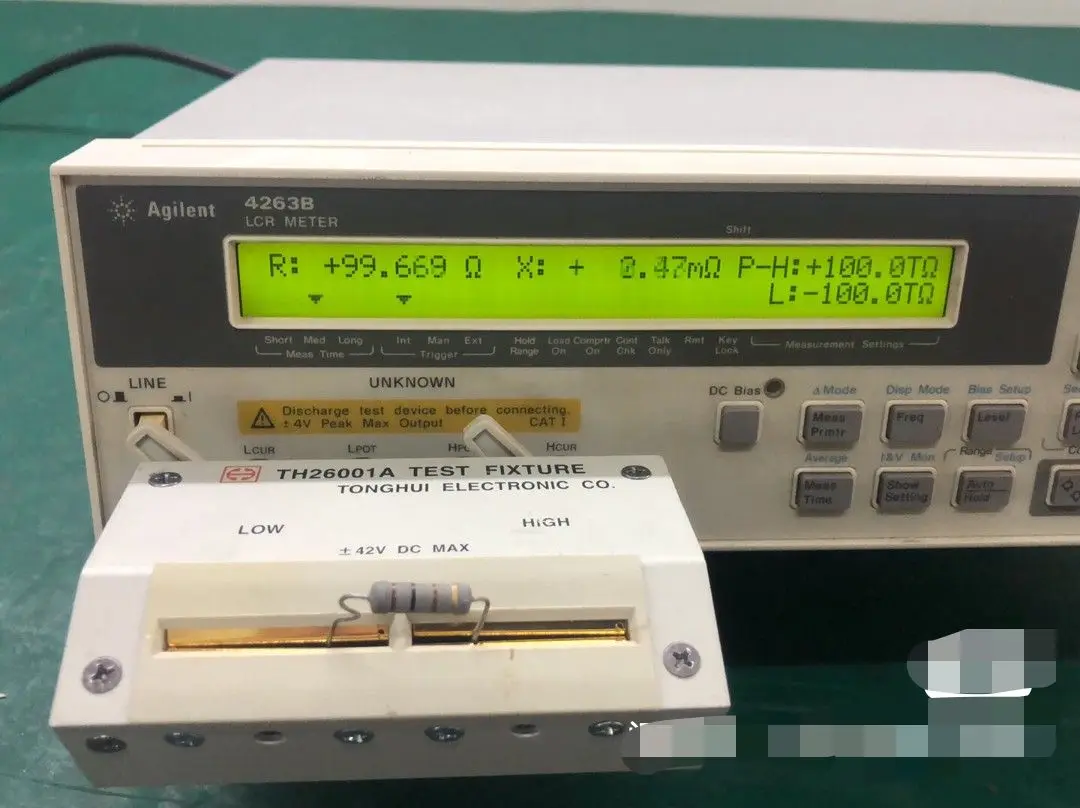 Shift
Agilent
4263B
LCR METER
R: +99.669 Ω X: + 0.47mΩ P-H:+100.0TΩ
L:-100.0TΩ
Short Med Long
Meas Time
Int Man Ext
Trigger
Hold Range
Load On
Comprtr On
Cont Chk
Talk Only
Rmt
Key Lock
Measurement Settings
LINE
UNKNOWN
Discharge test device before connecting.
±4V Peak Max Output CAT I
LCUR
LPOT
HCUR
DC Bias
Δ Mode
Disp Mode
Bias Setup
Meas Prmtr
Freq
Level
Average
I&V Mon
Range Setup
Meas Time
Show Setting
Auto Hold
TH26001A TEST FIXTURE
TONGHUI ELECTRONIC CO.
LOW
HiGH
±42V DC MAX